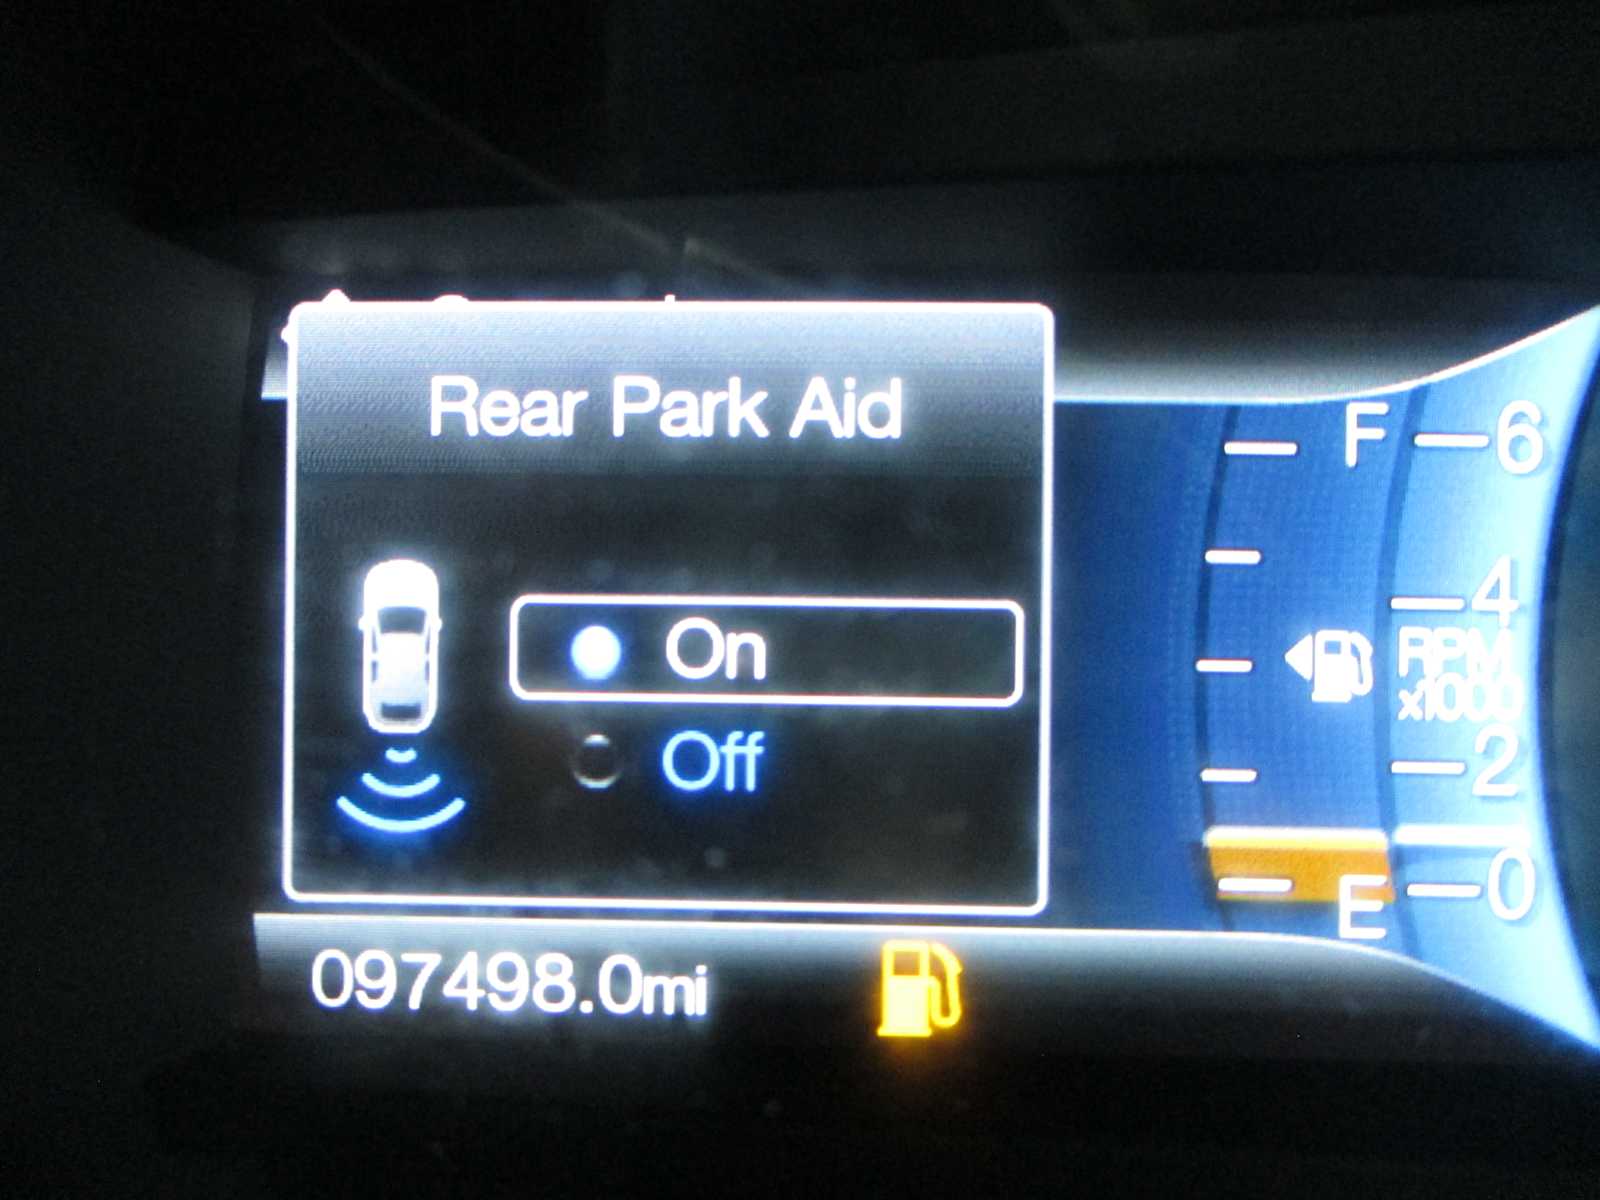 Rear Park Aid
On
Off
F
6
4
RPM
x1000
2
E
0
097498.0mi